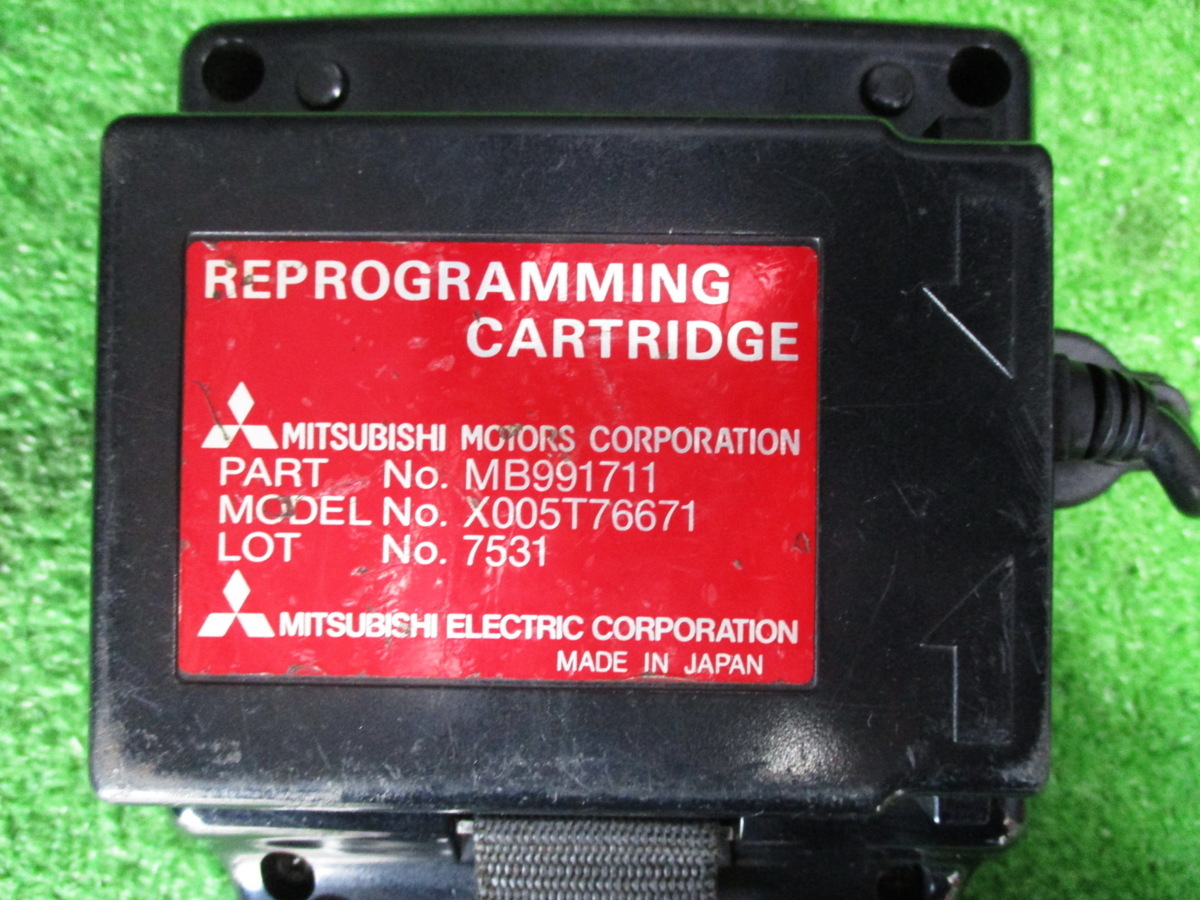 REPROGRAMMING
CARTRIDGE
MITSUBISHI MOTORS CORPORATION
PART No. MB991711
MODEL No. X005T76671
LOT No. 7531
MITSUBISHI ELECTRIC CORPORATION
MADE IN JAPAN